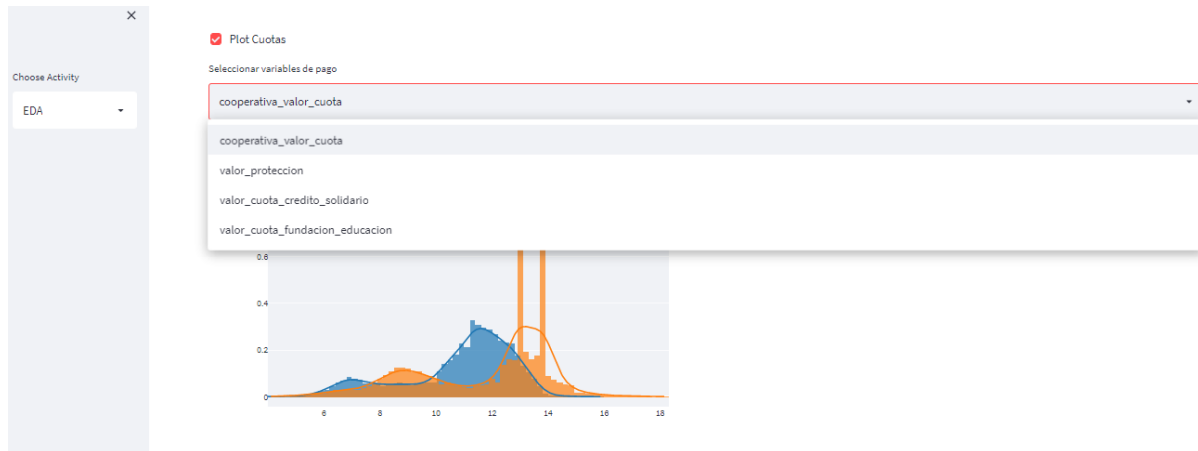 ×
Choose Activity
EDA
Plot Cuotas
Seleccionar variables de pago
cooperativa_valor_cuota
cooperativa_valor_cuota
valor_proteccion
valor_cuota_credito_solidario
valor_cuota_fundacion_educacion
0.6
0.4
0.2
0
6 8 10 12 14 16 18